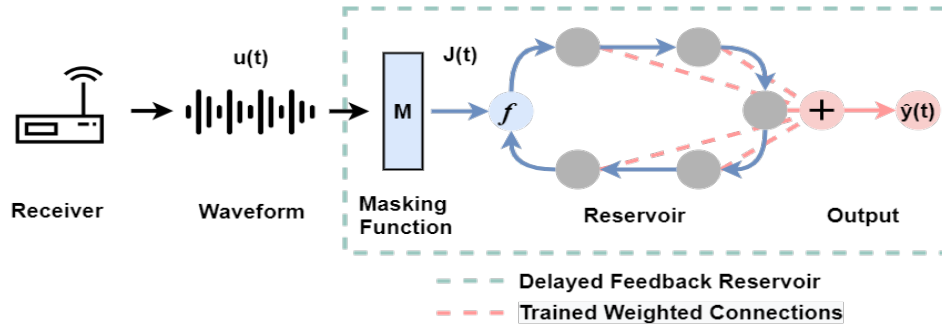 u(t)
J(t)
M
f
+
ŷ(t)
Receiver
Waveform
Masking
Function
Reservoir
Output
Delayed Feedback Reservoir
Trained Weighted Connections